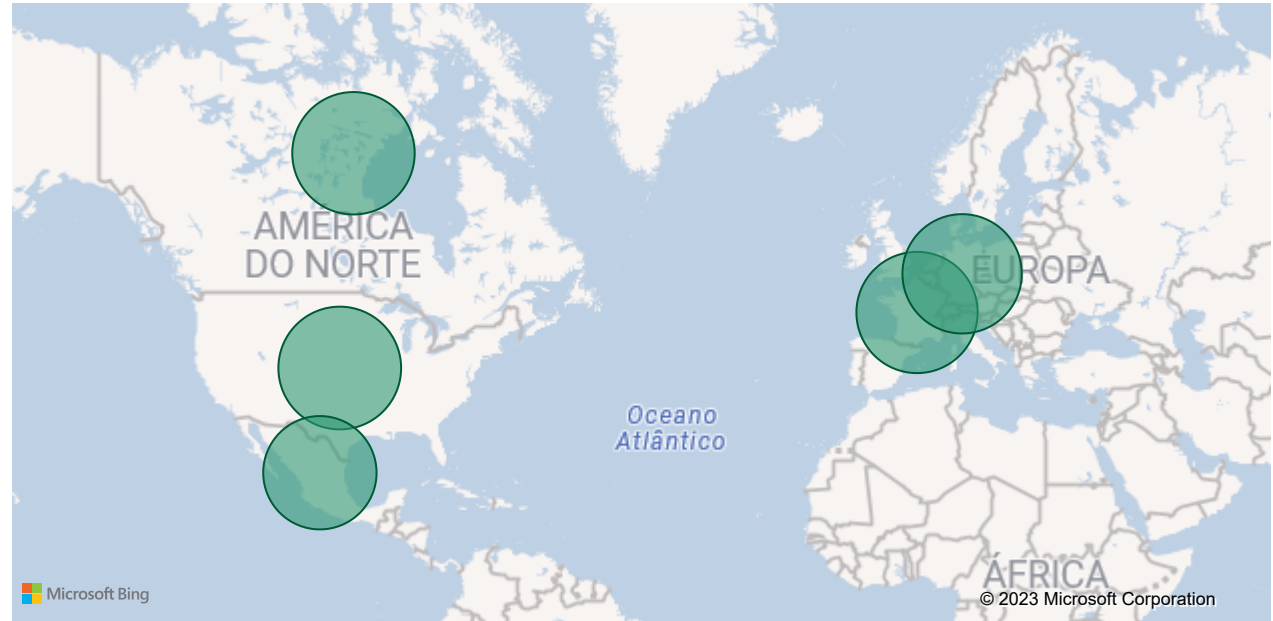 AMÉRICA
DO NORTE
EUROPA
Oceano
Atlântico
ÁFRICA
Microsoft Bing
© 2023 Microsoft Corporation